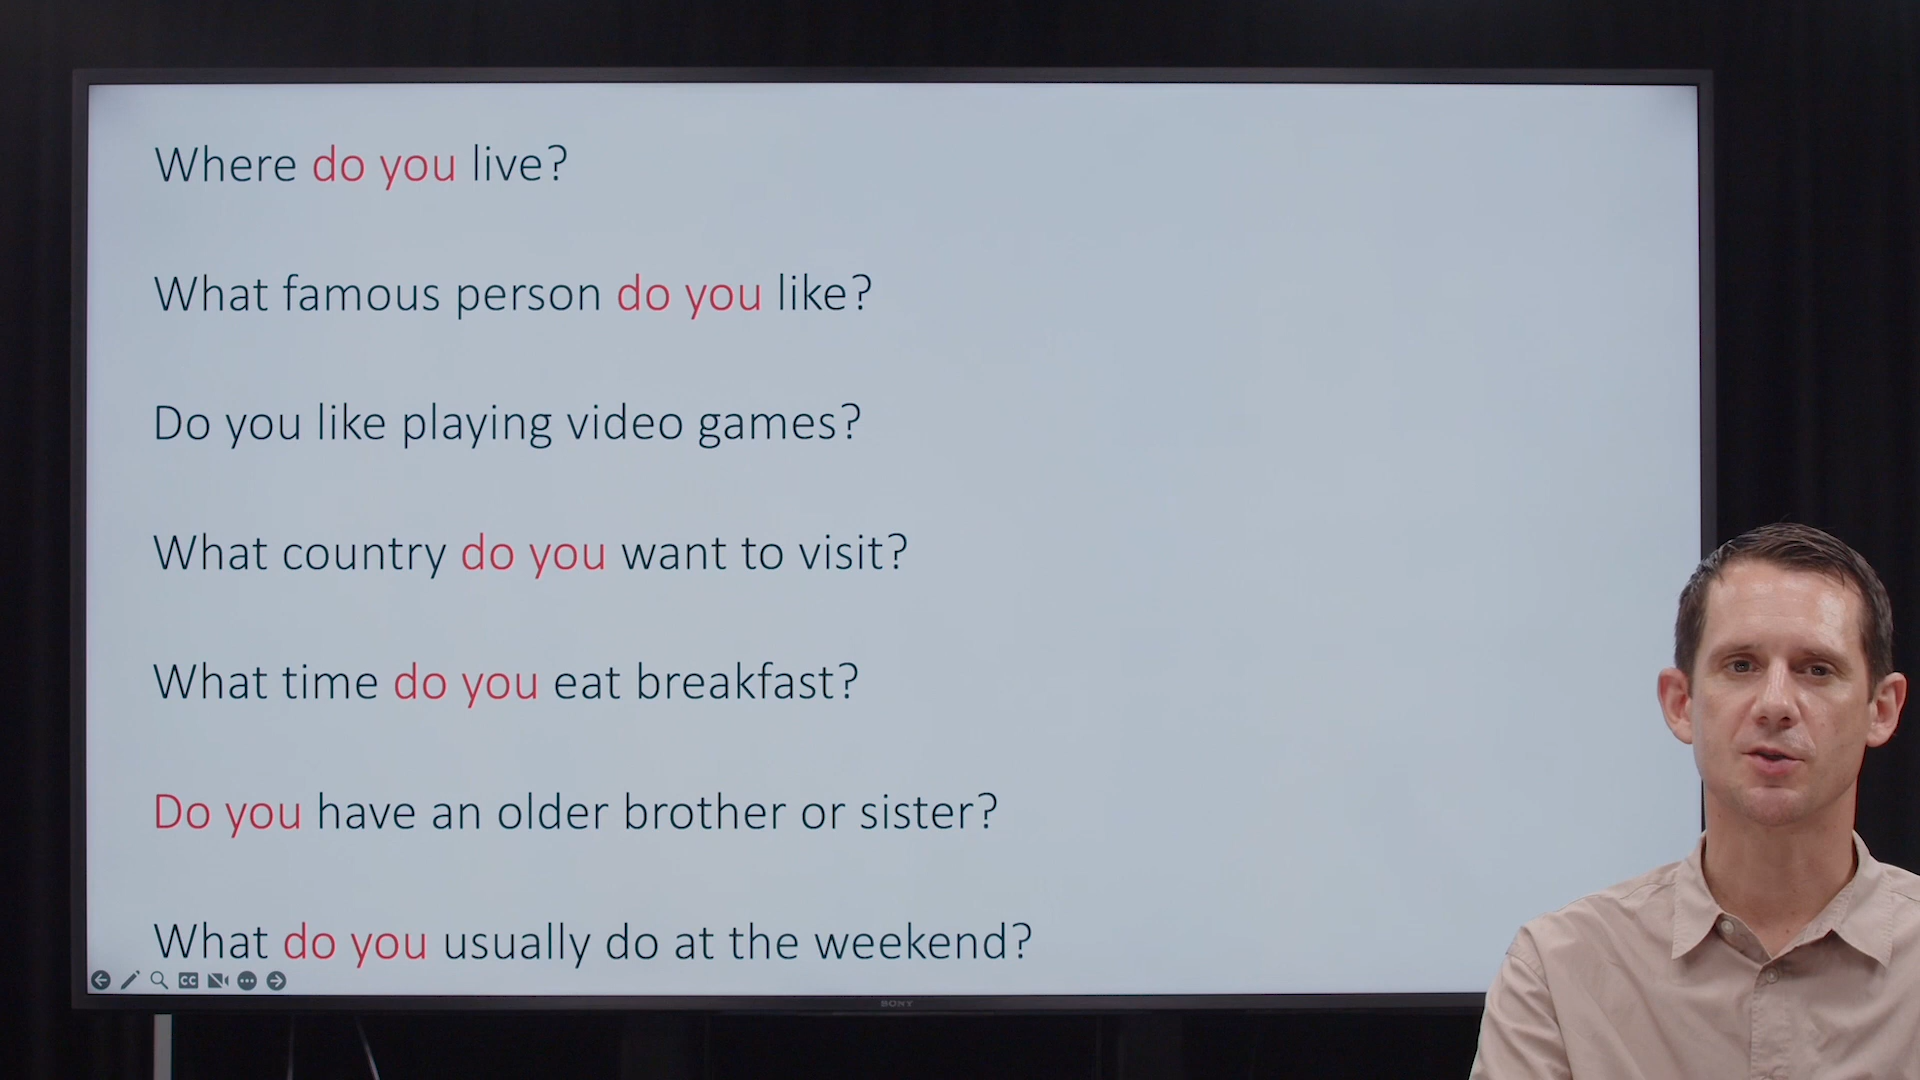 Where do you live?
What famous person do you like?
Do you like playing video games?
What country do you want to visit?
What time do you eat breakfast?
Do you have an older brother or sister?
What do you usually do at the weekend?
CC
SONY